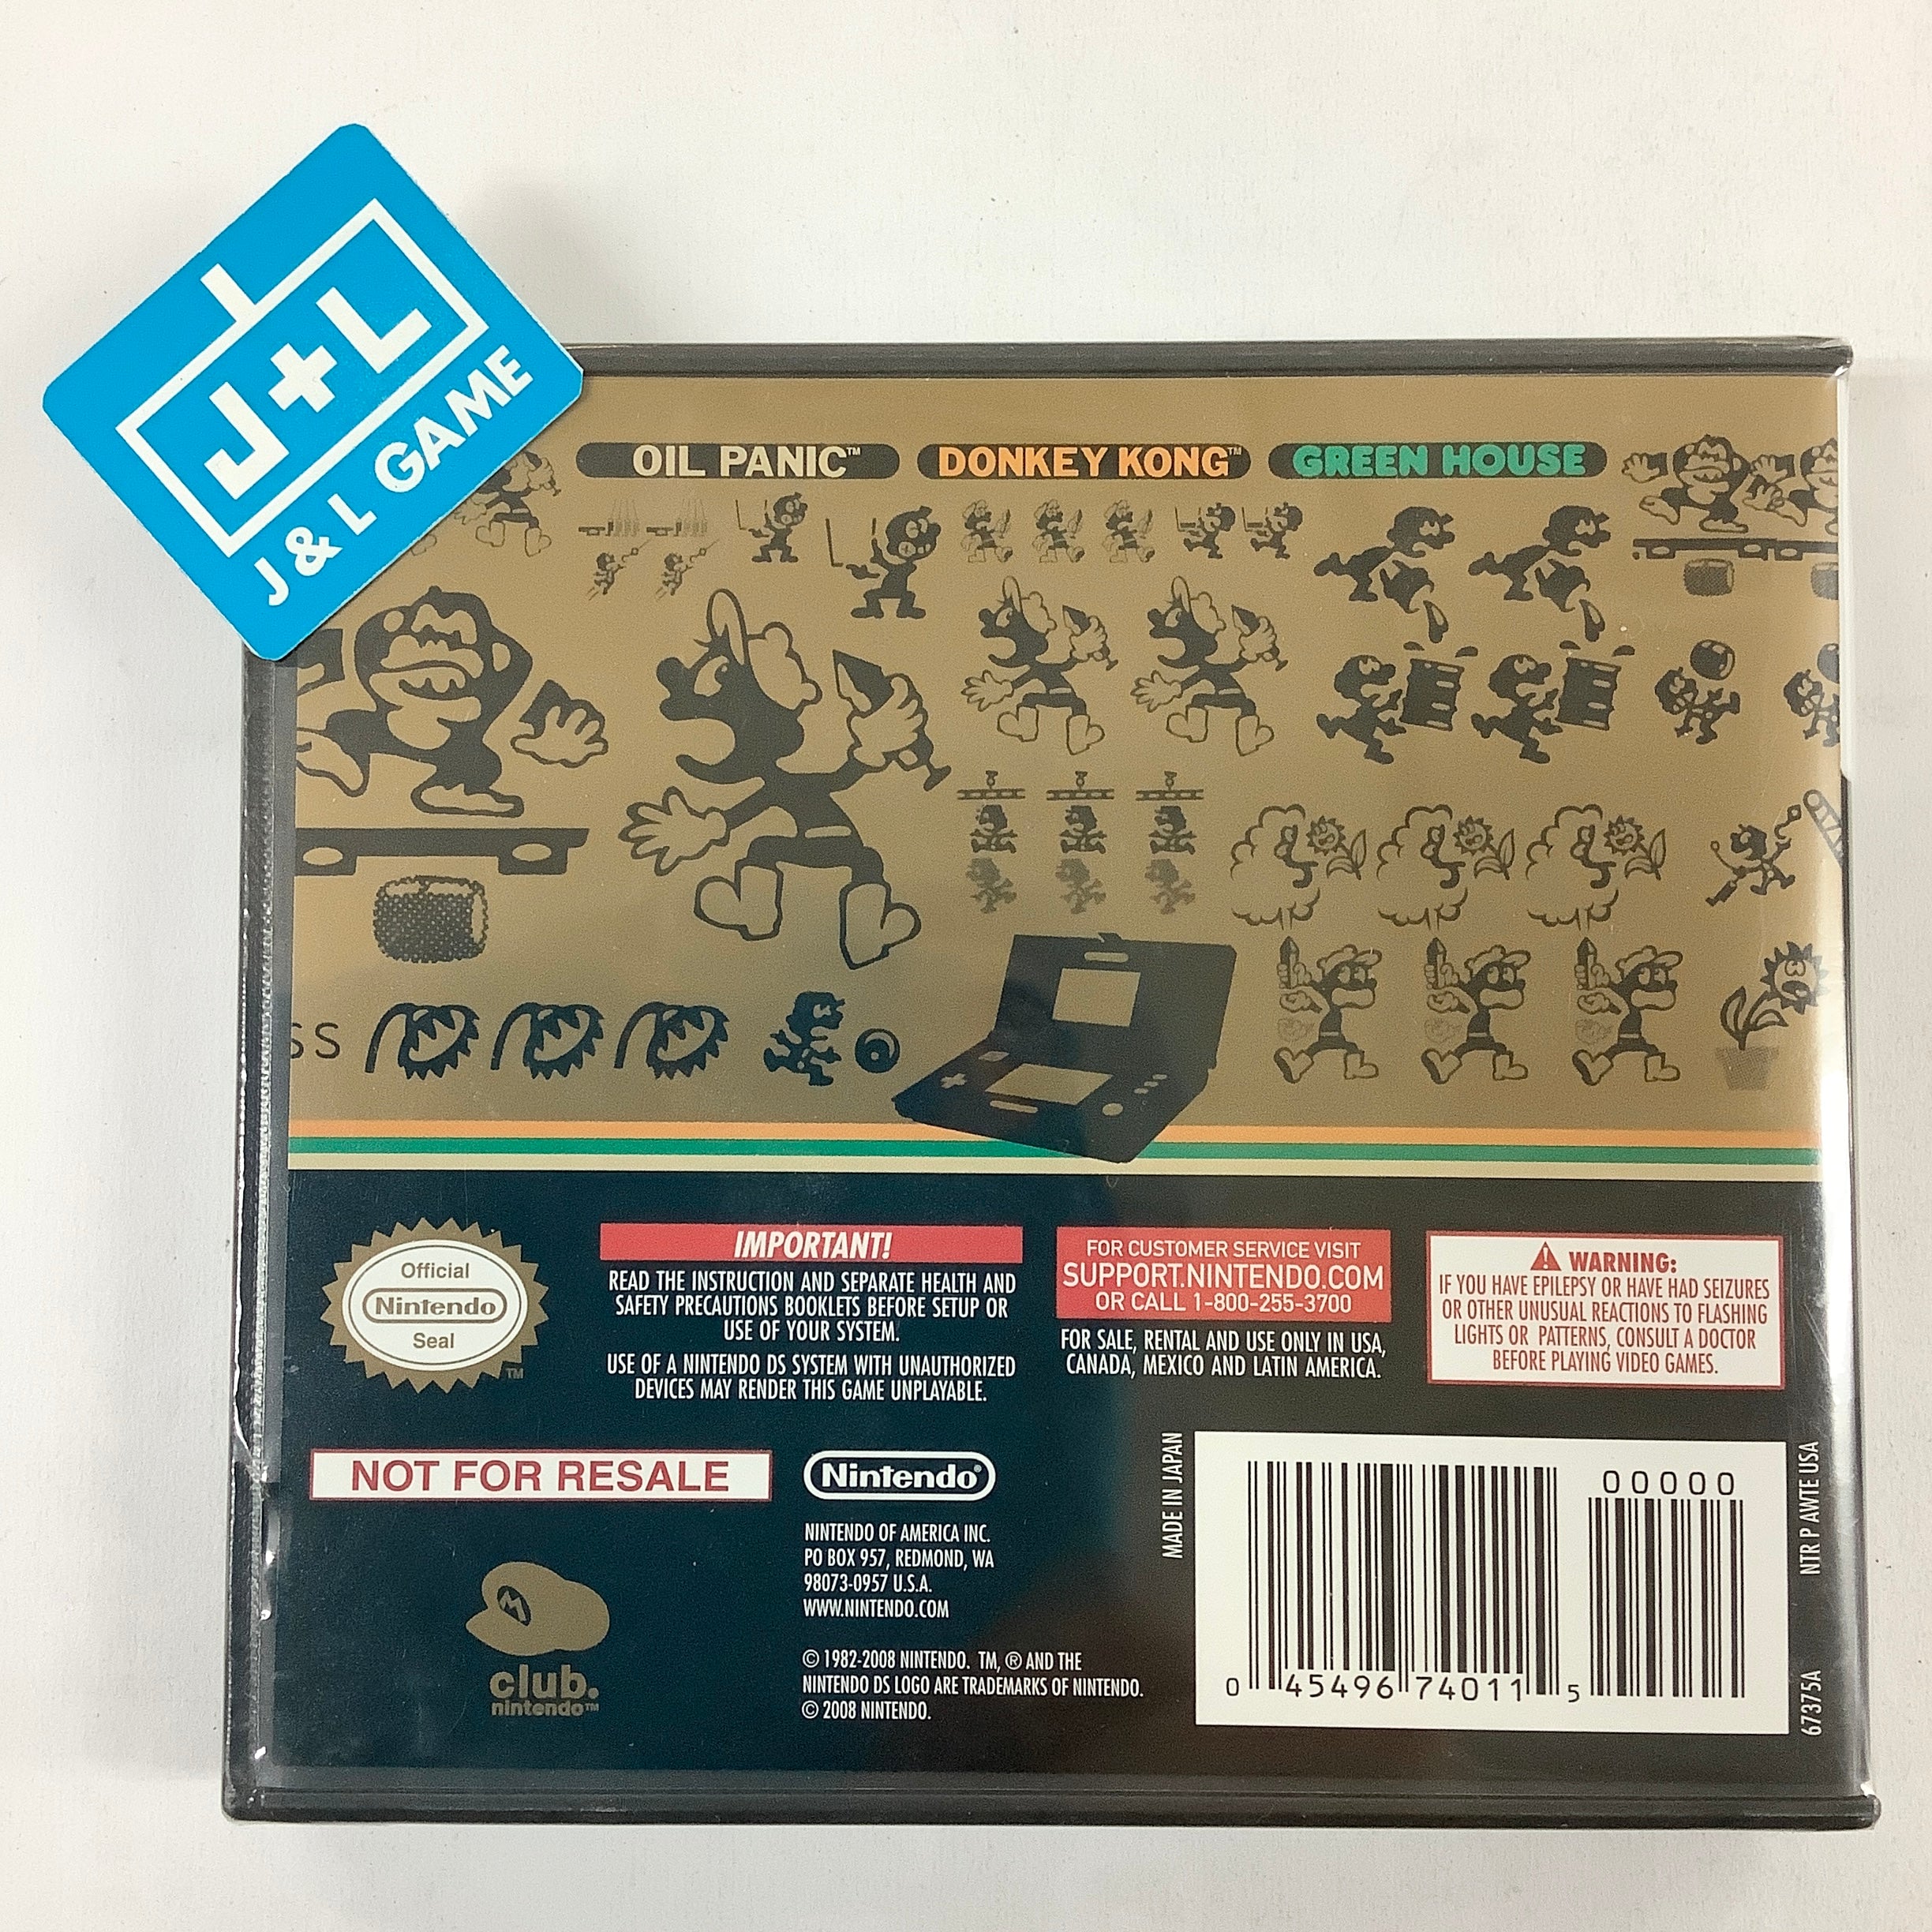 J+L
J & L GAME
OIL PANIC™ DONKEY KONG™ GREEN HOUSE
SS
Official
Nintendo
Seal
TM
IMPORTANT!
READ THE INSTRUCTION AND SEPARATE HEALTH AND
SAFETY PRECAUTIONS BOOKLETS BEFORE SETUP OR
USE OF YOUR SYSTEM.
USE OF A NINTENDO DS SYSTEM WITH UNAUTHORIZED
DEVICES MAY RENDER THIS GAME UNPLAYABLE.
FOR CUSTOMER SERVICE VISIT
SUPPORT.NINTENDO.COM
OR CALL 1-800-255-3700
FOR SALE, RENTAL AND USE ONLY IN USA,
CANADA, MEXICO AND LATIN AMERICA.
WARNING:
IF YOU HAVE EPILEPSY OR HAVE HAD SEIZURES
OR OTHER UNUSUAL REACTIONS TO FLASHING
LIGHTS OR PATTERNS, CONSULT A DOCTOR
BEFORE PLAYING VIDEO GAMES.
NOT FOR RESALE
M
club.
nintendo™
Nintendo®
NINTENDO OF AMERICA INC.
PO BOX 957, REDMOND, WA
98073-0957 U.S.A.
WWW.NINTENDO.COM
© 1982-2008 NINTENDO. TM, ® AND THE
NINTENDO DS LOGO ARE TRADEMARKS OF NINTENDO.
© 2008 NINTENDO.
MADE IN JAPAN
00000
0 45496 74011 5
NTR P AWTE USA
67375A